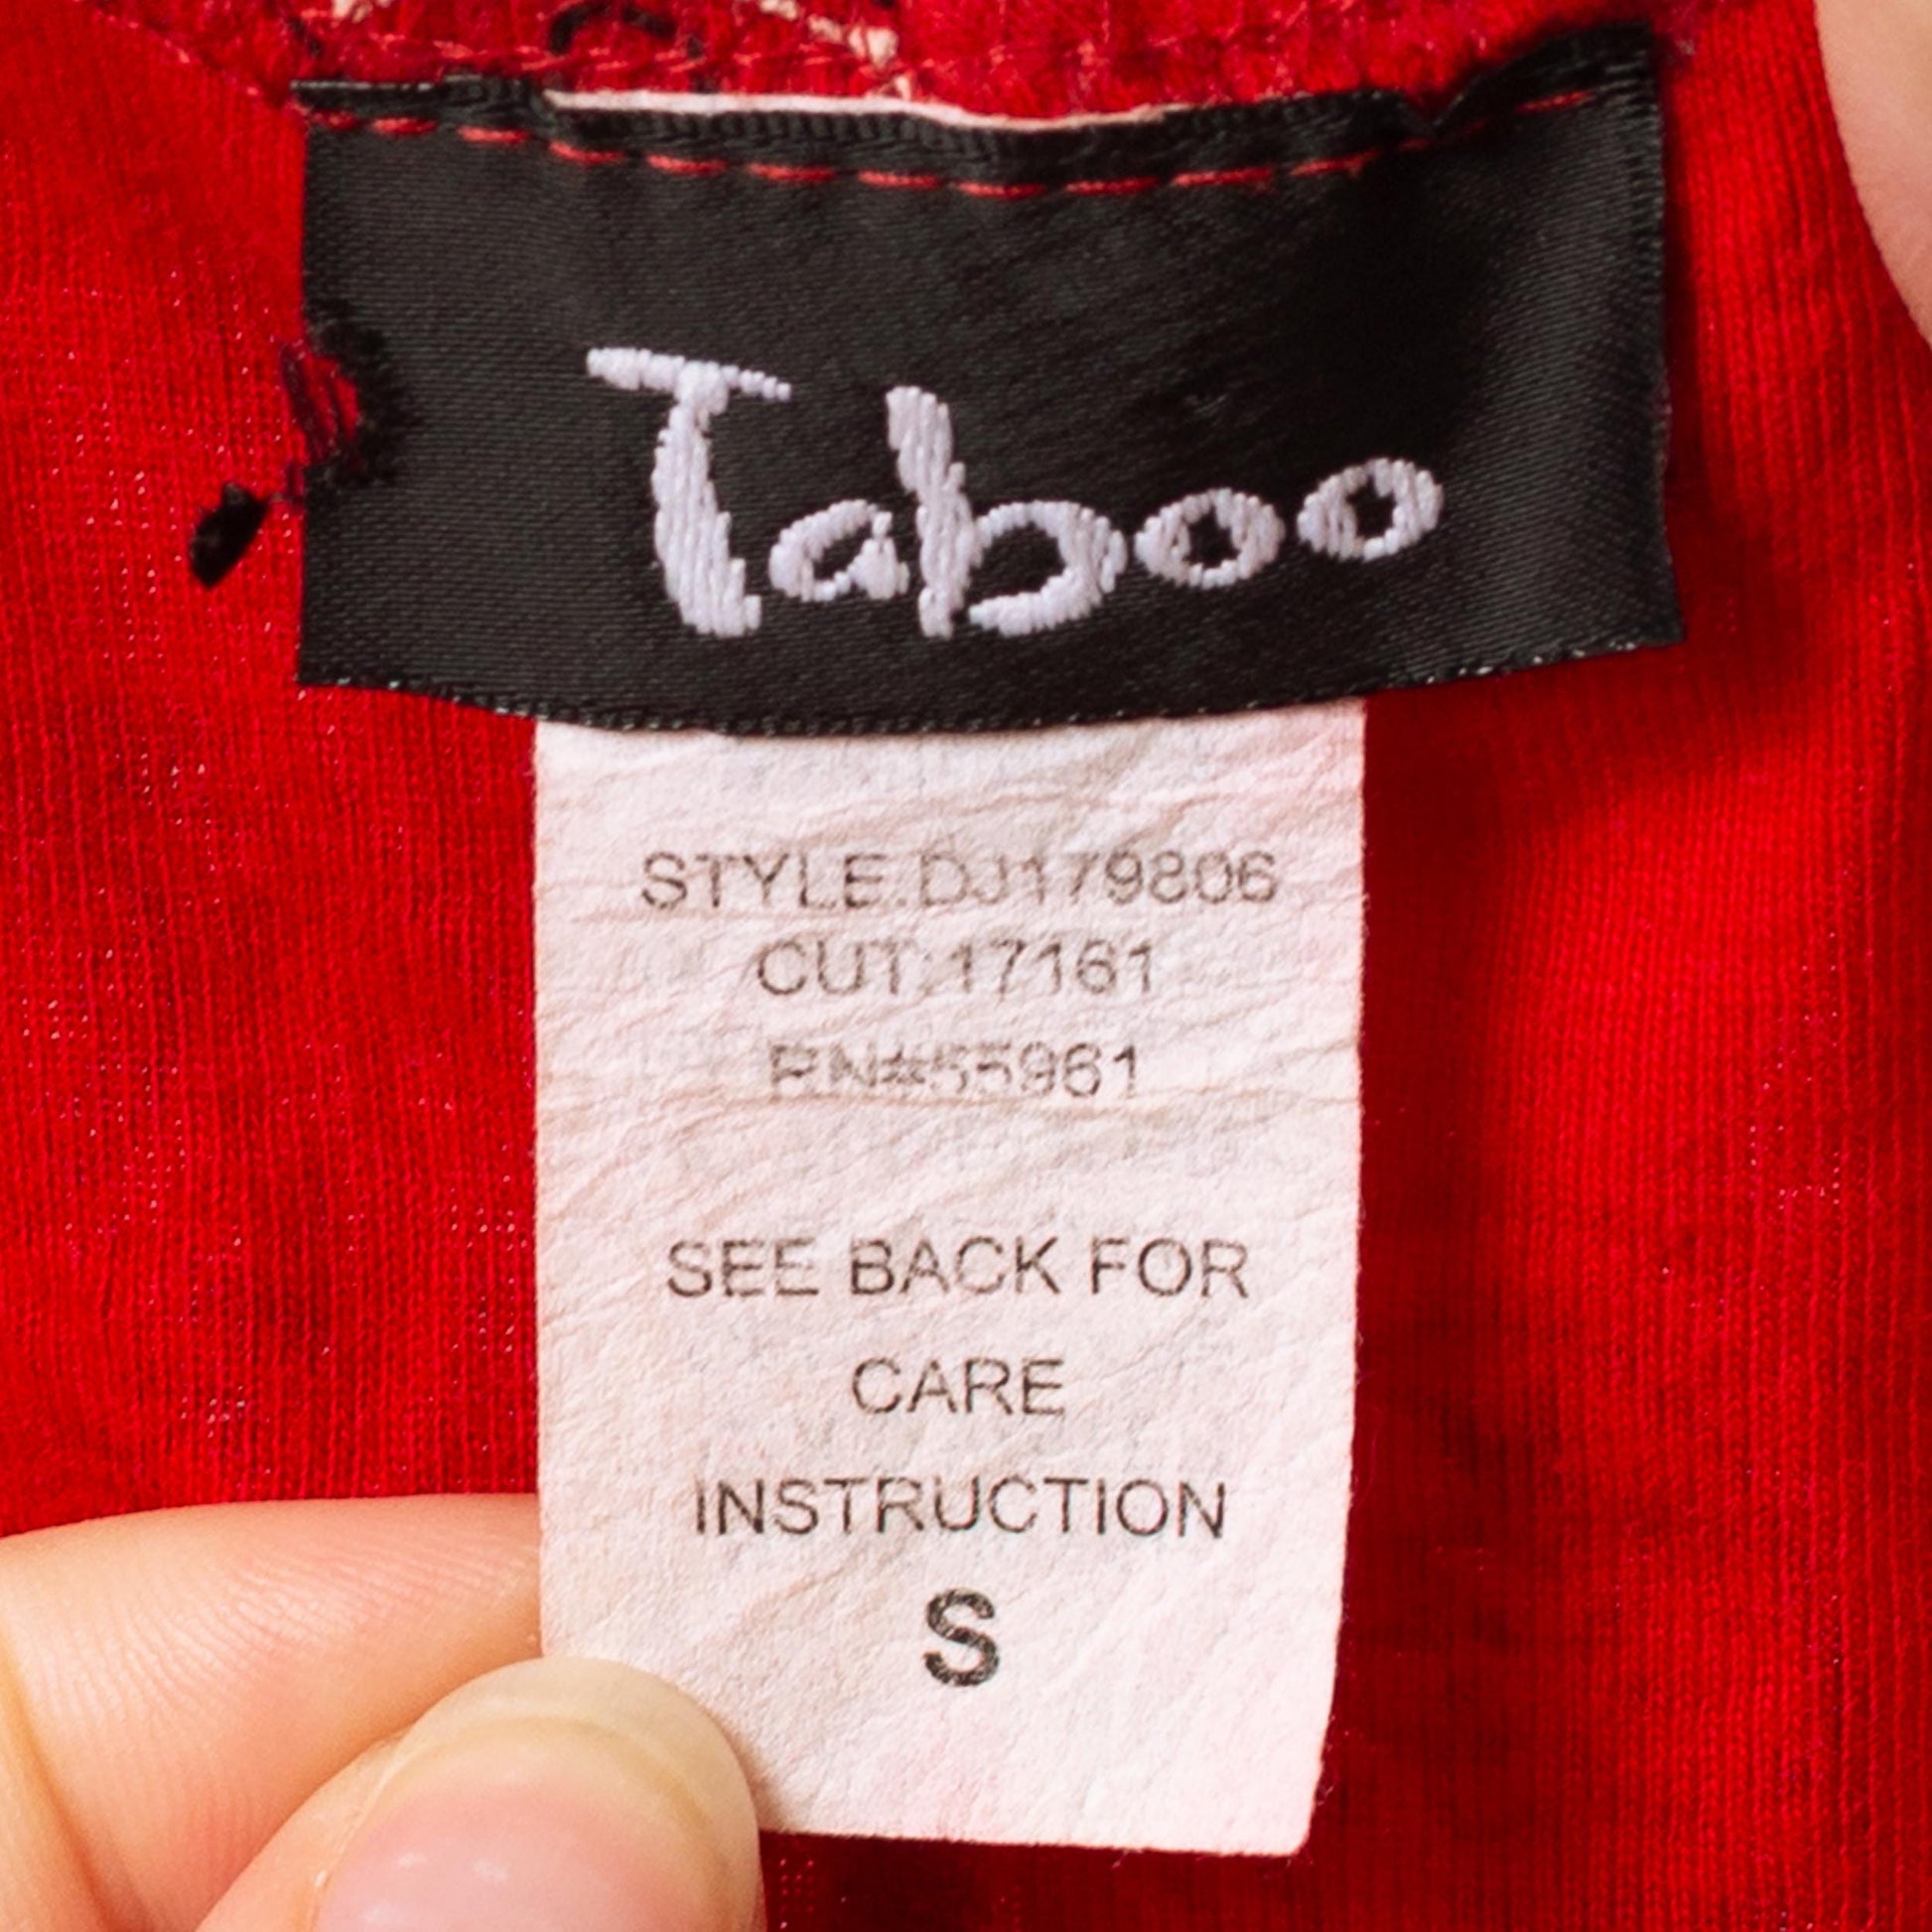 Taboo
STYLE:DJ179806
CUT:17161
RN#55961
SEE BACK FOR
CARE
INSTRUCTION
S